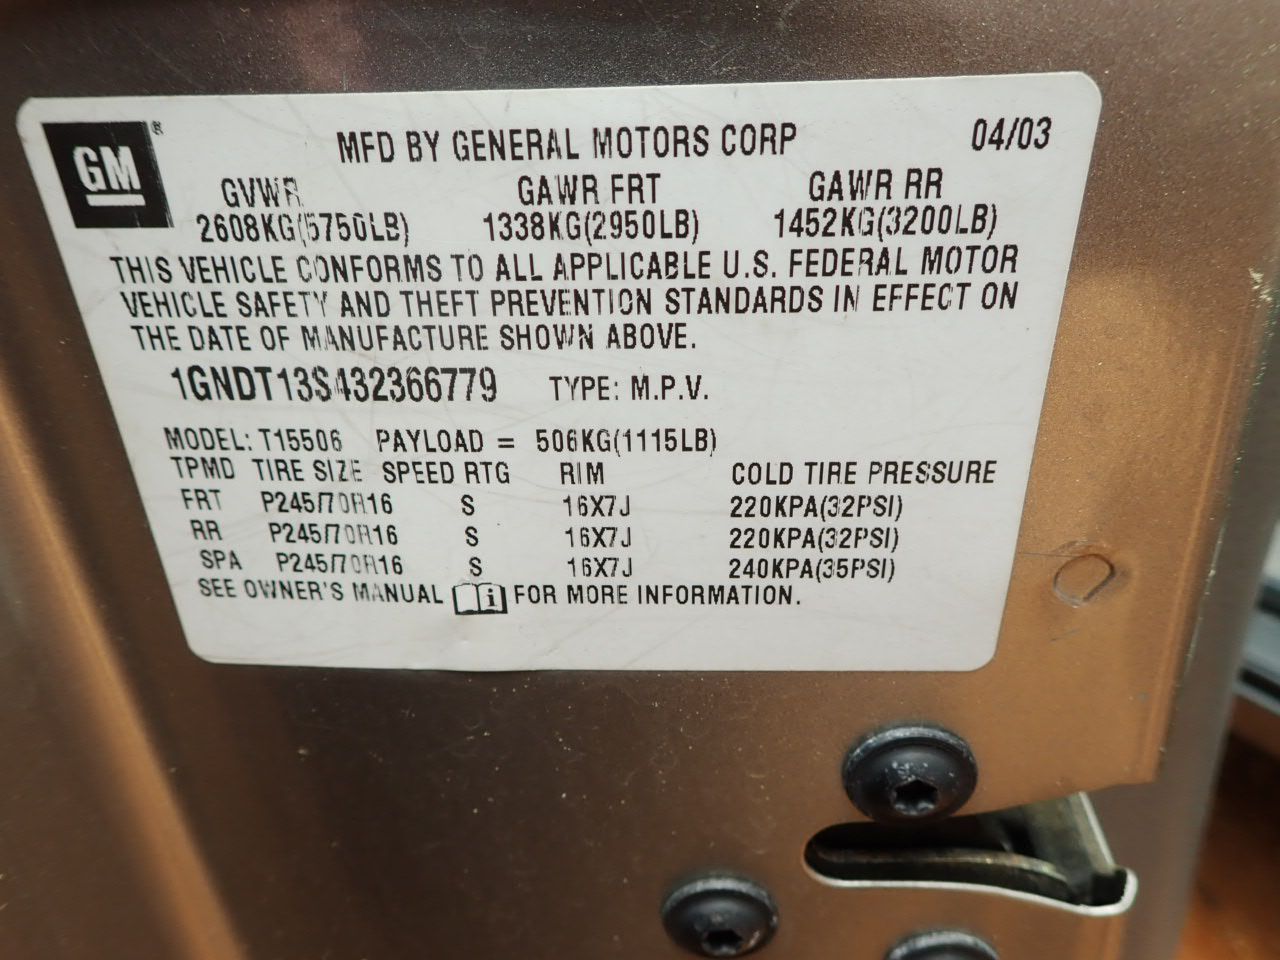 GM®
MFD BY GENERAL MOTORS CORP 04/03
GVWR GAWR FRT GAWR RR
2608KG(5750LB) 1338KG(2950LB) 1452KG(3200LB)
THIS VEHICLE CONFORMS TO ALL APPLICABLE U.S. FEDERAL MOTOR
VEHICLE SAFETY AND THEFT PREVENTION STANDARDS IN EFFECT ON
THE DATE OF MANUFACTURE SHOWN ABOVE.
1GNDT13S432366779 TYPE: M.P.V.
MODEL: T15506 PAYLOAD = 506KG(1115LB)
TPMD TIRE SIZE SPEED RTG RIM COLD TIRE PRESSURE
FRT P245/70R16 S 16X7J 220KPA(32PSI)
RR P245/70R16 S 16X7J 220KPA(32PSI)
SPA P245/70R16 S 16X7J 240KPA(35PSI)
SEE OWNER'S MANUAL i FOR MORE INFORMATION.